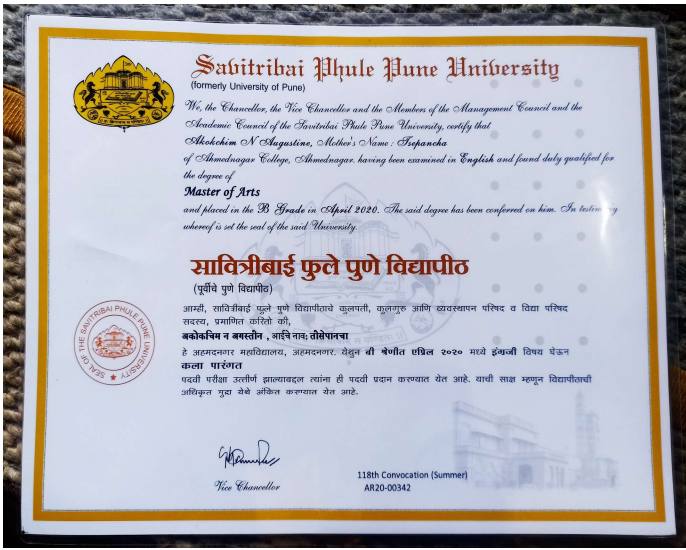 Savitribai Phule Pune University
(formerly University of Pune)
We, the Chancellor, the Vice Chancellor and the Members of the Management Council and the
Academic Council of the Savitribai Phule Pune University, certify that
Akokchim N Augustine, Mother's Name : Tsepancha
of Ahmednagar College, Ahmednagar. having been examined in English and found duly qualified for
the degree of
Master of Arts
and placed in the B Grade in April 2020. The said degree has been conferred on him. In testimony
whereof is set the seal of the said University.
सावित्रीबाई फुले पुणे विद्यापीठ
(पूर्वीचे पुणे विद्यापीठ)
आम्ही, सावित्रीबाई फुले पुणे विद्यापीठाचे कुलपती, कुलगुरु आणि व्यवस्थापन परिषद व विद्या परिषद
सदस्य, प्रमाणित करितो की,
अकोकचिम न अगस्तीन , आईचे नाव: तीसेपानचा
हे अहमदनगर महाविद्यालय, अहमदनगर. येथुन बी श्रेणीत एप्रिल २०२० मध्ये इंग्रजी विषय घेऊन
कला पारंगत
पदवी परीक्षा उत्तीर्ण झाल्याबद्दल त्यांना ही पदवी प्रदान करण्यात येत आहे. याची साक्ष म्हणून विद्यापीठाची
अधिकृत मुद्रा येथे अंकित करण्यात येत आहे.
SEAL OF THE SAVITRIBAI PHULE PUNE UNIVERSITY
Vice Chancellor
118th Convocation (Summer)
AR20-00342